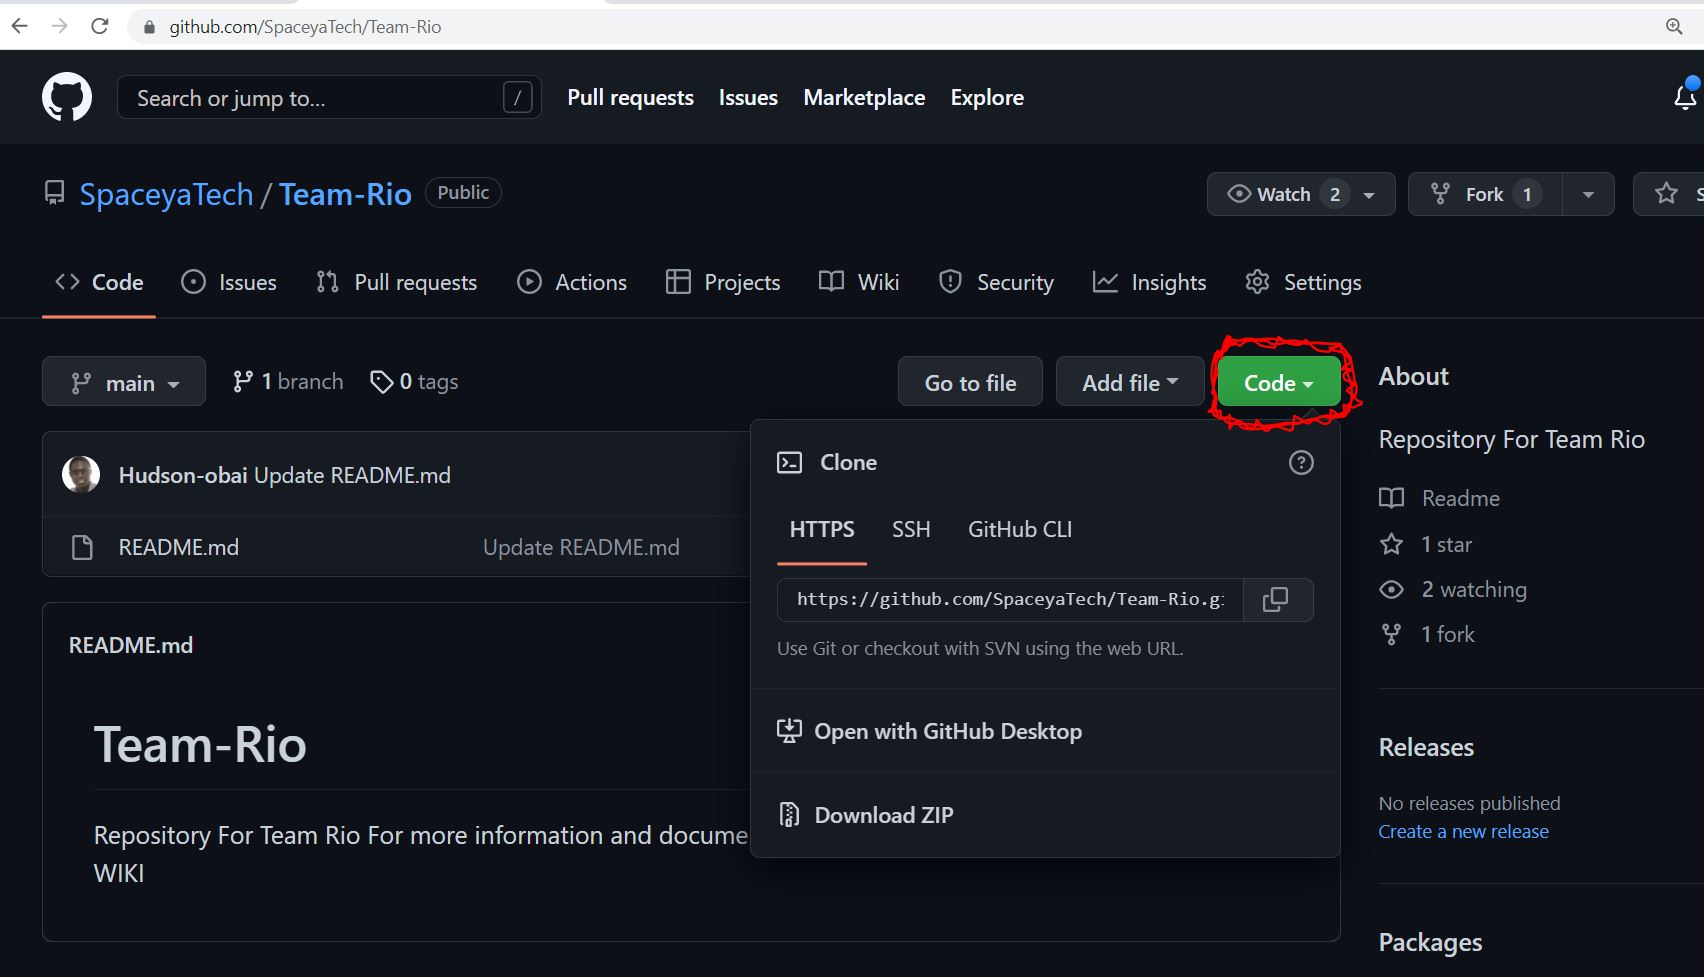 github.com/SpaceyaTech/Team-Rio
Search or jump to...
/
Pull requests Issues Marketplace Explore
SpaceyaTech / Team-Rio Public
Watch 2
Fork 1
S
Code Issues Pull requests Actions Projects Wiki Security Insights Settings
main 1 branch 0 tags
Go to file Add file Code
Hudson-obai Update README.md
README.md Update README.md
README.md
Team-Rio
Repository For Team Rio For more information and docume
WIKI
Clone
HTTPS SSH GitHub CLI
https://github.com/SpaceyaTech/Team-Rio.gi
Use Git or checkout with SVN using the web URL.
Open with GitHub Desktop
Download ZIP
About
Repository For Team Rio
Readme
1 star
2 watching
1 fork
Releases
No releases published
Create a new release
Packages